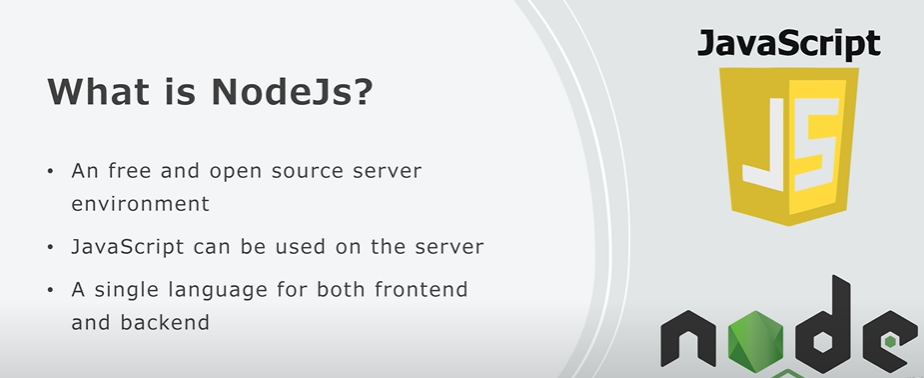 What is NodeJs?
• An free and open source server
environment
• JavaScript can be used on the server
• A single language for both frontend
and backend
JavaScript
JS
node